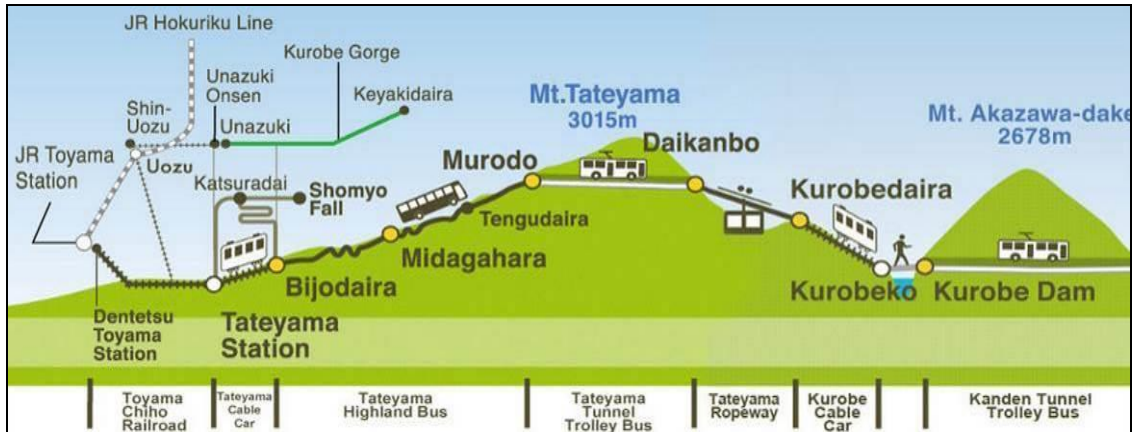 JR Hokuriku Line
Kurobe Gorge
Unazuki
Onsen
Keyakidaira
Shin-
Uozu
Unazuki
Uozu
JR Toyama
Station
Katsuradai
Shomyo
Fall
Mt.Tateyama
3015m
Mt. Akazawa-dake
2678m
Murodo
Daikanbo
Kurobedaira
Tengudaira
Midagahara
Bijodaira
Kurobeko
Kurobe Dam
Dentetsu
Toyama
Station
Tateyama
Station
Toyama
Chiho
Railroad
Tateyama
Cable
Car
Tateyama
Highland Bus
Tateyama
Tunnel
Trolley Bus
Tateyama
Ropeway
Kurobe
Cable
Car
Kanden Tunnel
Trolley Bus